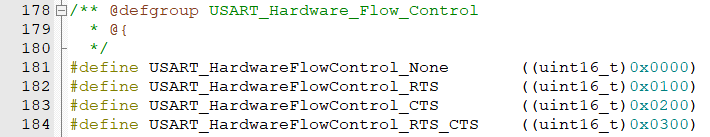 178 /** @defgroup USART_Hardware_Flow_Control
179 * @{
180 */
181 #define USART_HardwareFlowControl_None ((uint16_t)0x0000)
182 #define USART_HardwareFlowControl_RTS ((uint16_t)0x0100)
183 #define USART_HardwareFlowControl_CTS ((uint16_t)0x0200)
184 #define USART_HardwareFlowControl_RTS_CTS ((uint16_t)0x0300)